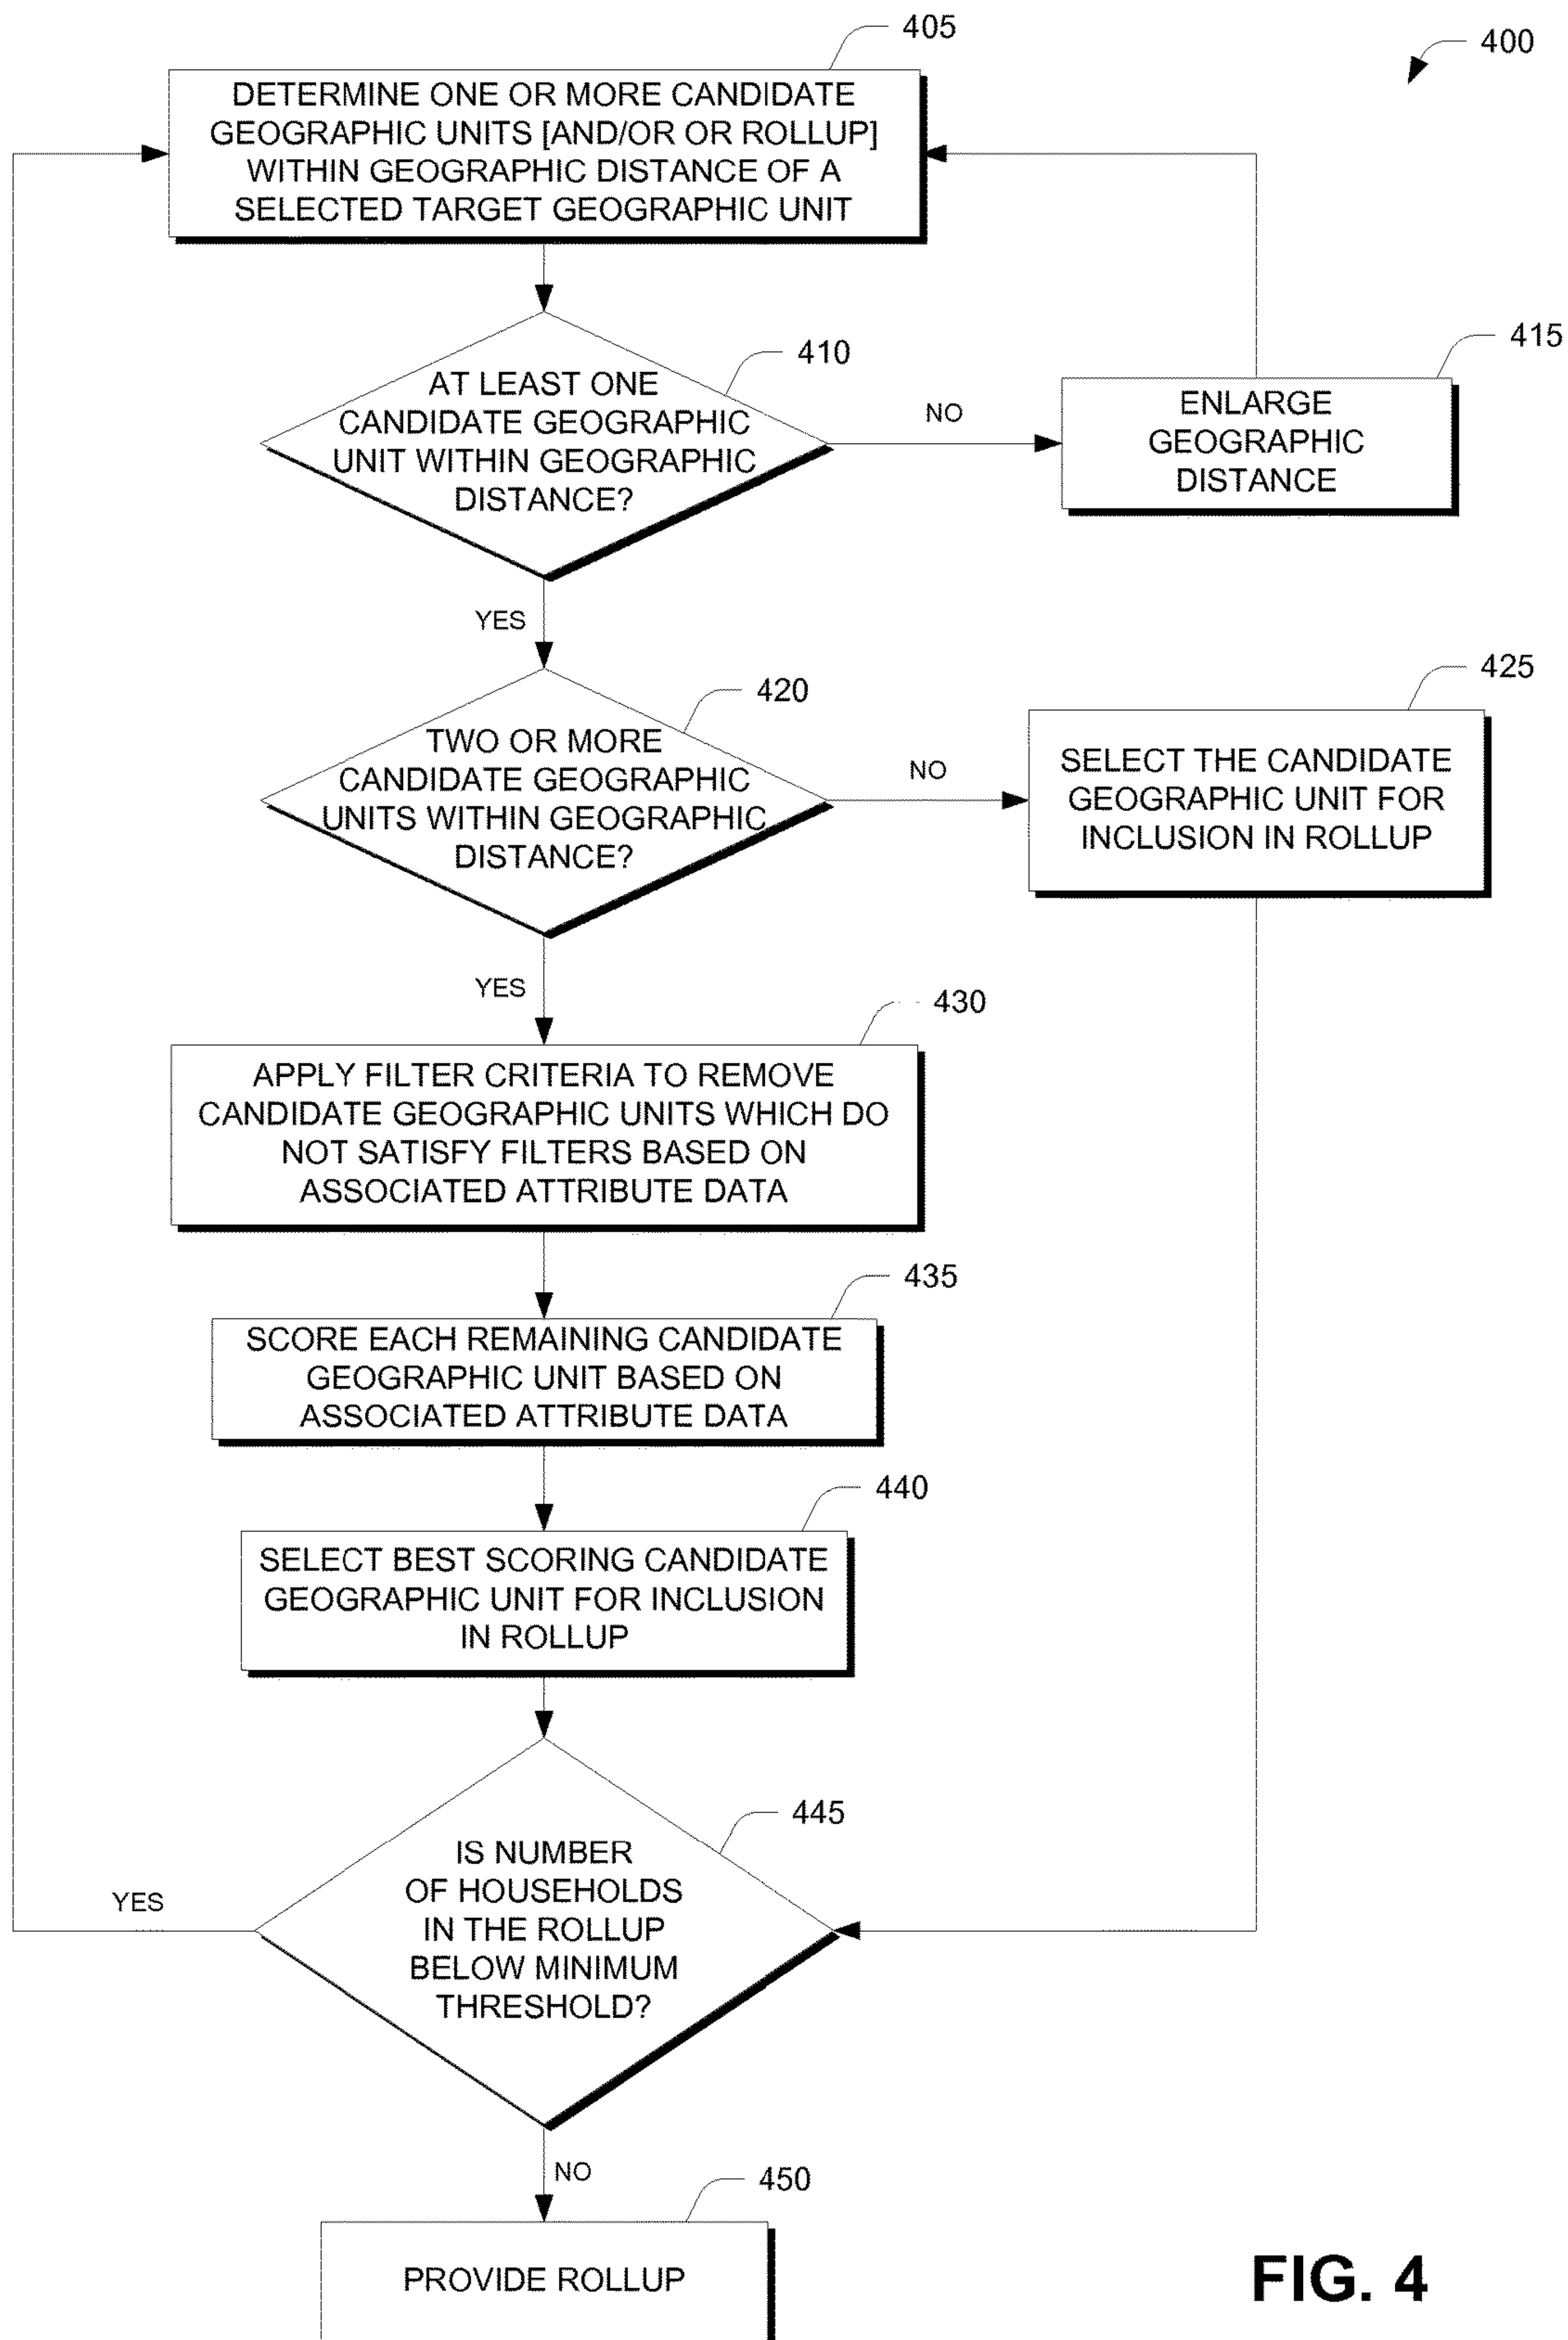 405
400
DETERMINE ONE OR MORE CANDIDATE
GEOGRAPHIC UNITS [AND/OR OR ROLLUP]
WITHIN GEOGRAPHIC DISTANCE OF A
SELECTED TARGET GEOGRAPHIC UNIT
410
AT LEAST ONE
CANDIDATE GEOGRAPHIC
UNIT WITHIN GEOGRAPHIC
DISTANCE?
NO
415
ENLARGE
GEOGRAPHIC
DISTANCE
YES
420
TWO OR MORE
CANDIDATE GEOGRAPHIC
UNITS WITHIN GEOGRAPHIC
DISTANCE?
NO
425
SELECT THE CANDIDATE
GEOGRAPHIC UNIT FOR
INCLUSION IN ROLLUP
YES
430
APPLY FILTER CRITERIA TO REMOVE
CANDIDATE GEOGRAPHIC UNITS WHICH DO
NOT SATISFY FILTERS BASED ON
ASSOCIATED ATTRIBUTE DATA
435
SCORE EACH REMAINING CANDIDATE
GEOGRAPHIC UNIT BASED ON
ASSOCIATED ATTRIBUTE DATA
440
SELECT BEST SCORING CANDIDATE
GEOGRAPHIC UNIT FOR INCLUSION
IN ROLLUP
445
IS NUMBER
OF HOUSEHOLDS
IN THE ROLLUP
BELOW MINIMUM
THRESHOLD?
YES
NO
450
PROVIDE ROLLUP
FIG. 4